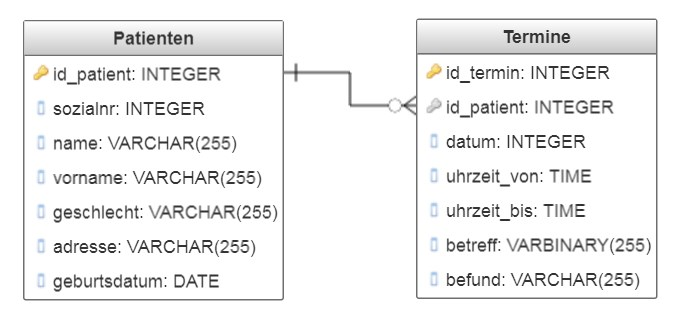 Patienten
id_patient: INTEGER
sozialnr: INTEGER
name: VARCHAR(255)
vorname: VARCHAR(255)
geschlecht: VARCHAR(255)
adresse: VARCHAR(255)
geburtsdatum: DATE
Termine
id_termin: INTEGER
id_patient: INTEGER
datum: INTEGER
uhrzeit_von: TIME
uhrzeit_bis: TIME
betreff: VARBINARY(255)
befund: VARCHAR(255)